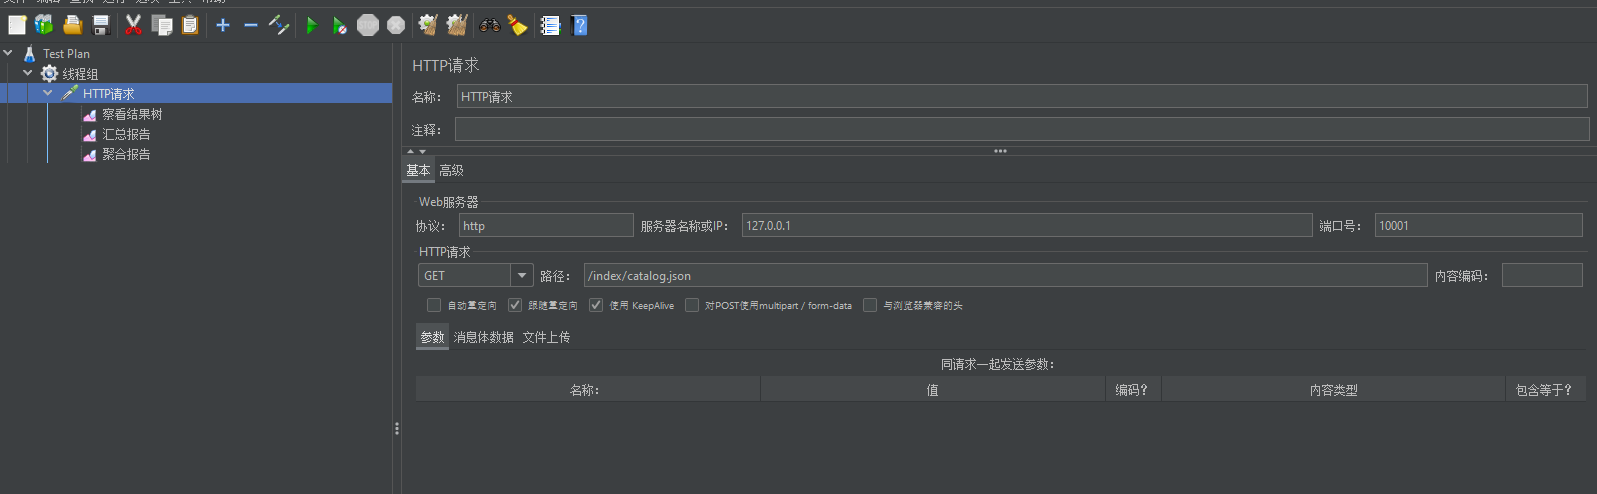 Test Plan
线程组
HTTP请求
察看结果树
汇总报告
聚合报告
HTTP请求
名称： HTTP请求
注释：
基本 高级
Web服务器
协议： http 服务器名称或IP： 127.0.0.1 端口号： 10001
HTTP请求
GET 路径： /index/catalog.json 内容编码：
自动重定向 跟随重定向 使用 KeepAlive 对POST使用multipart / form-data 与浏览器兼容的头
参数 消息体数据 文件上传
同请求一起发送参数：
名称： 值 编码？ 内容类型 包含等于？